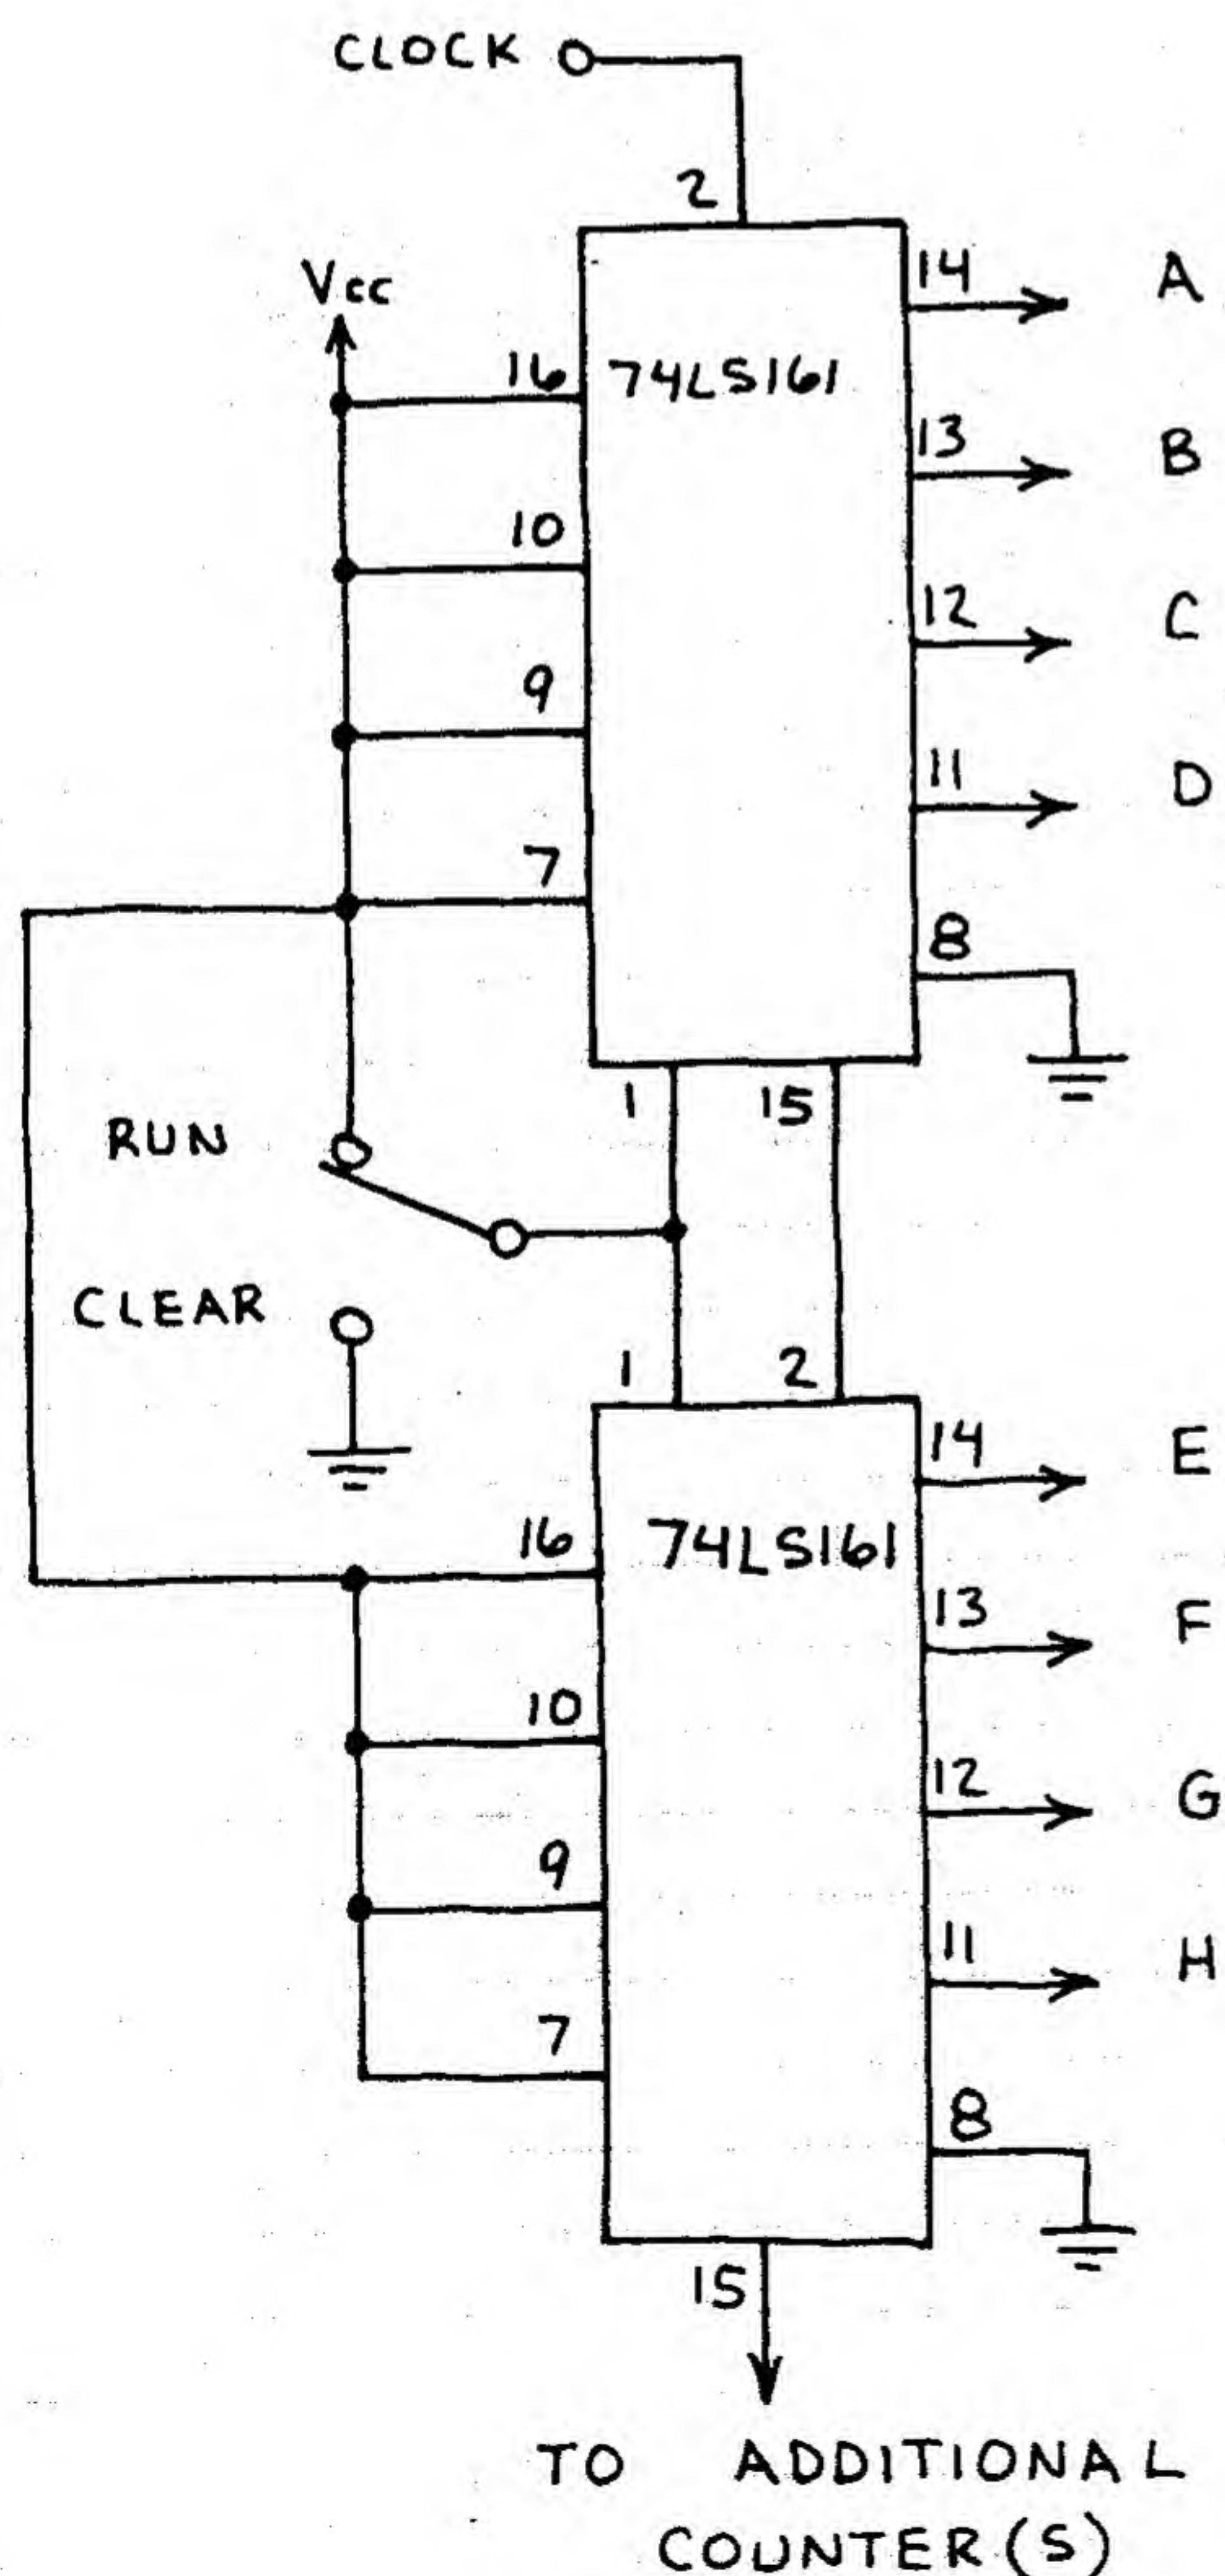 CLOCK
2
14 A
Vcc
16 74LS161
13 B
10
12 C
9
11 D
7
8
1 15
RUN
CLEAR
1 2
14 E
16 74LS161
13 F
10
12 G
9
11 H
7
8
15
TO ADDITIONAL
COUNTER(S)